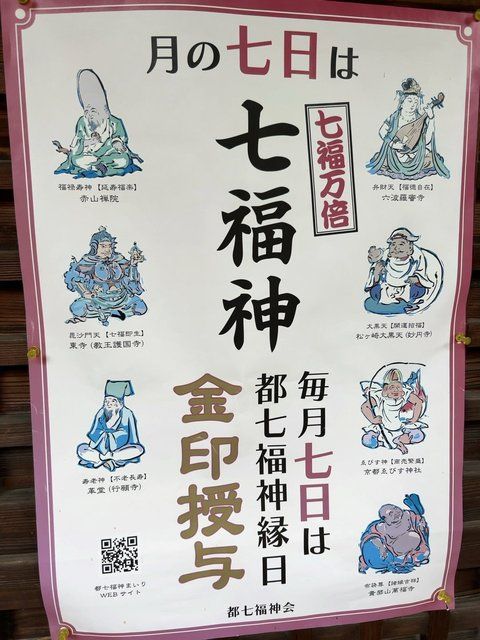 月の七日は
七福神
七福万倍
福禄寿神【延寿福楽】
赤山禅院
弁財天【福徳自在】
六波羅蜜寺
毘沙門天【七福即生】
東寺(教王護国寺)
大黒天【開運招福】
松ヶ崎大黒天(妙円寺)
寿老神【不老長寿】
革堂(行願寺)
ゑびす神【商売繁盛】
京都ゑびす神社
布袋尊【諸縁吉祥】
黄檗山萬福寺
毎月七日は
都七福神縁日
金印授与
都七福神まいり
WEBサイト
都七福神会